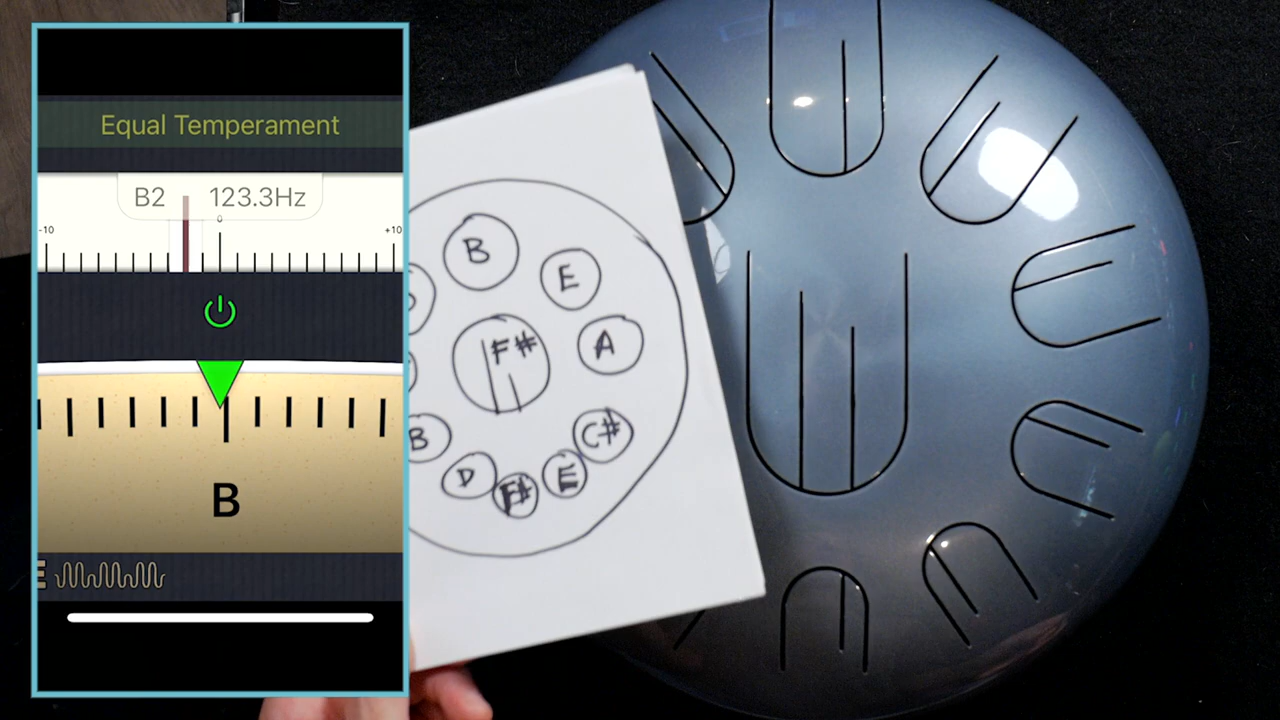 Equal Temperament
B2 123.3Hz
-10 0 +10
B
E
B
E
F#
A
B
C#
D
F#
E